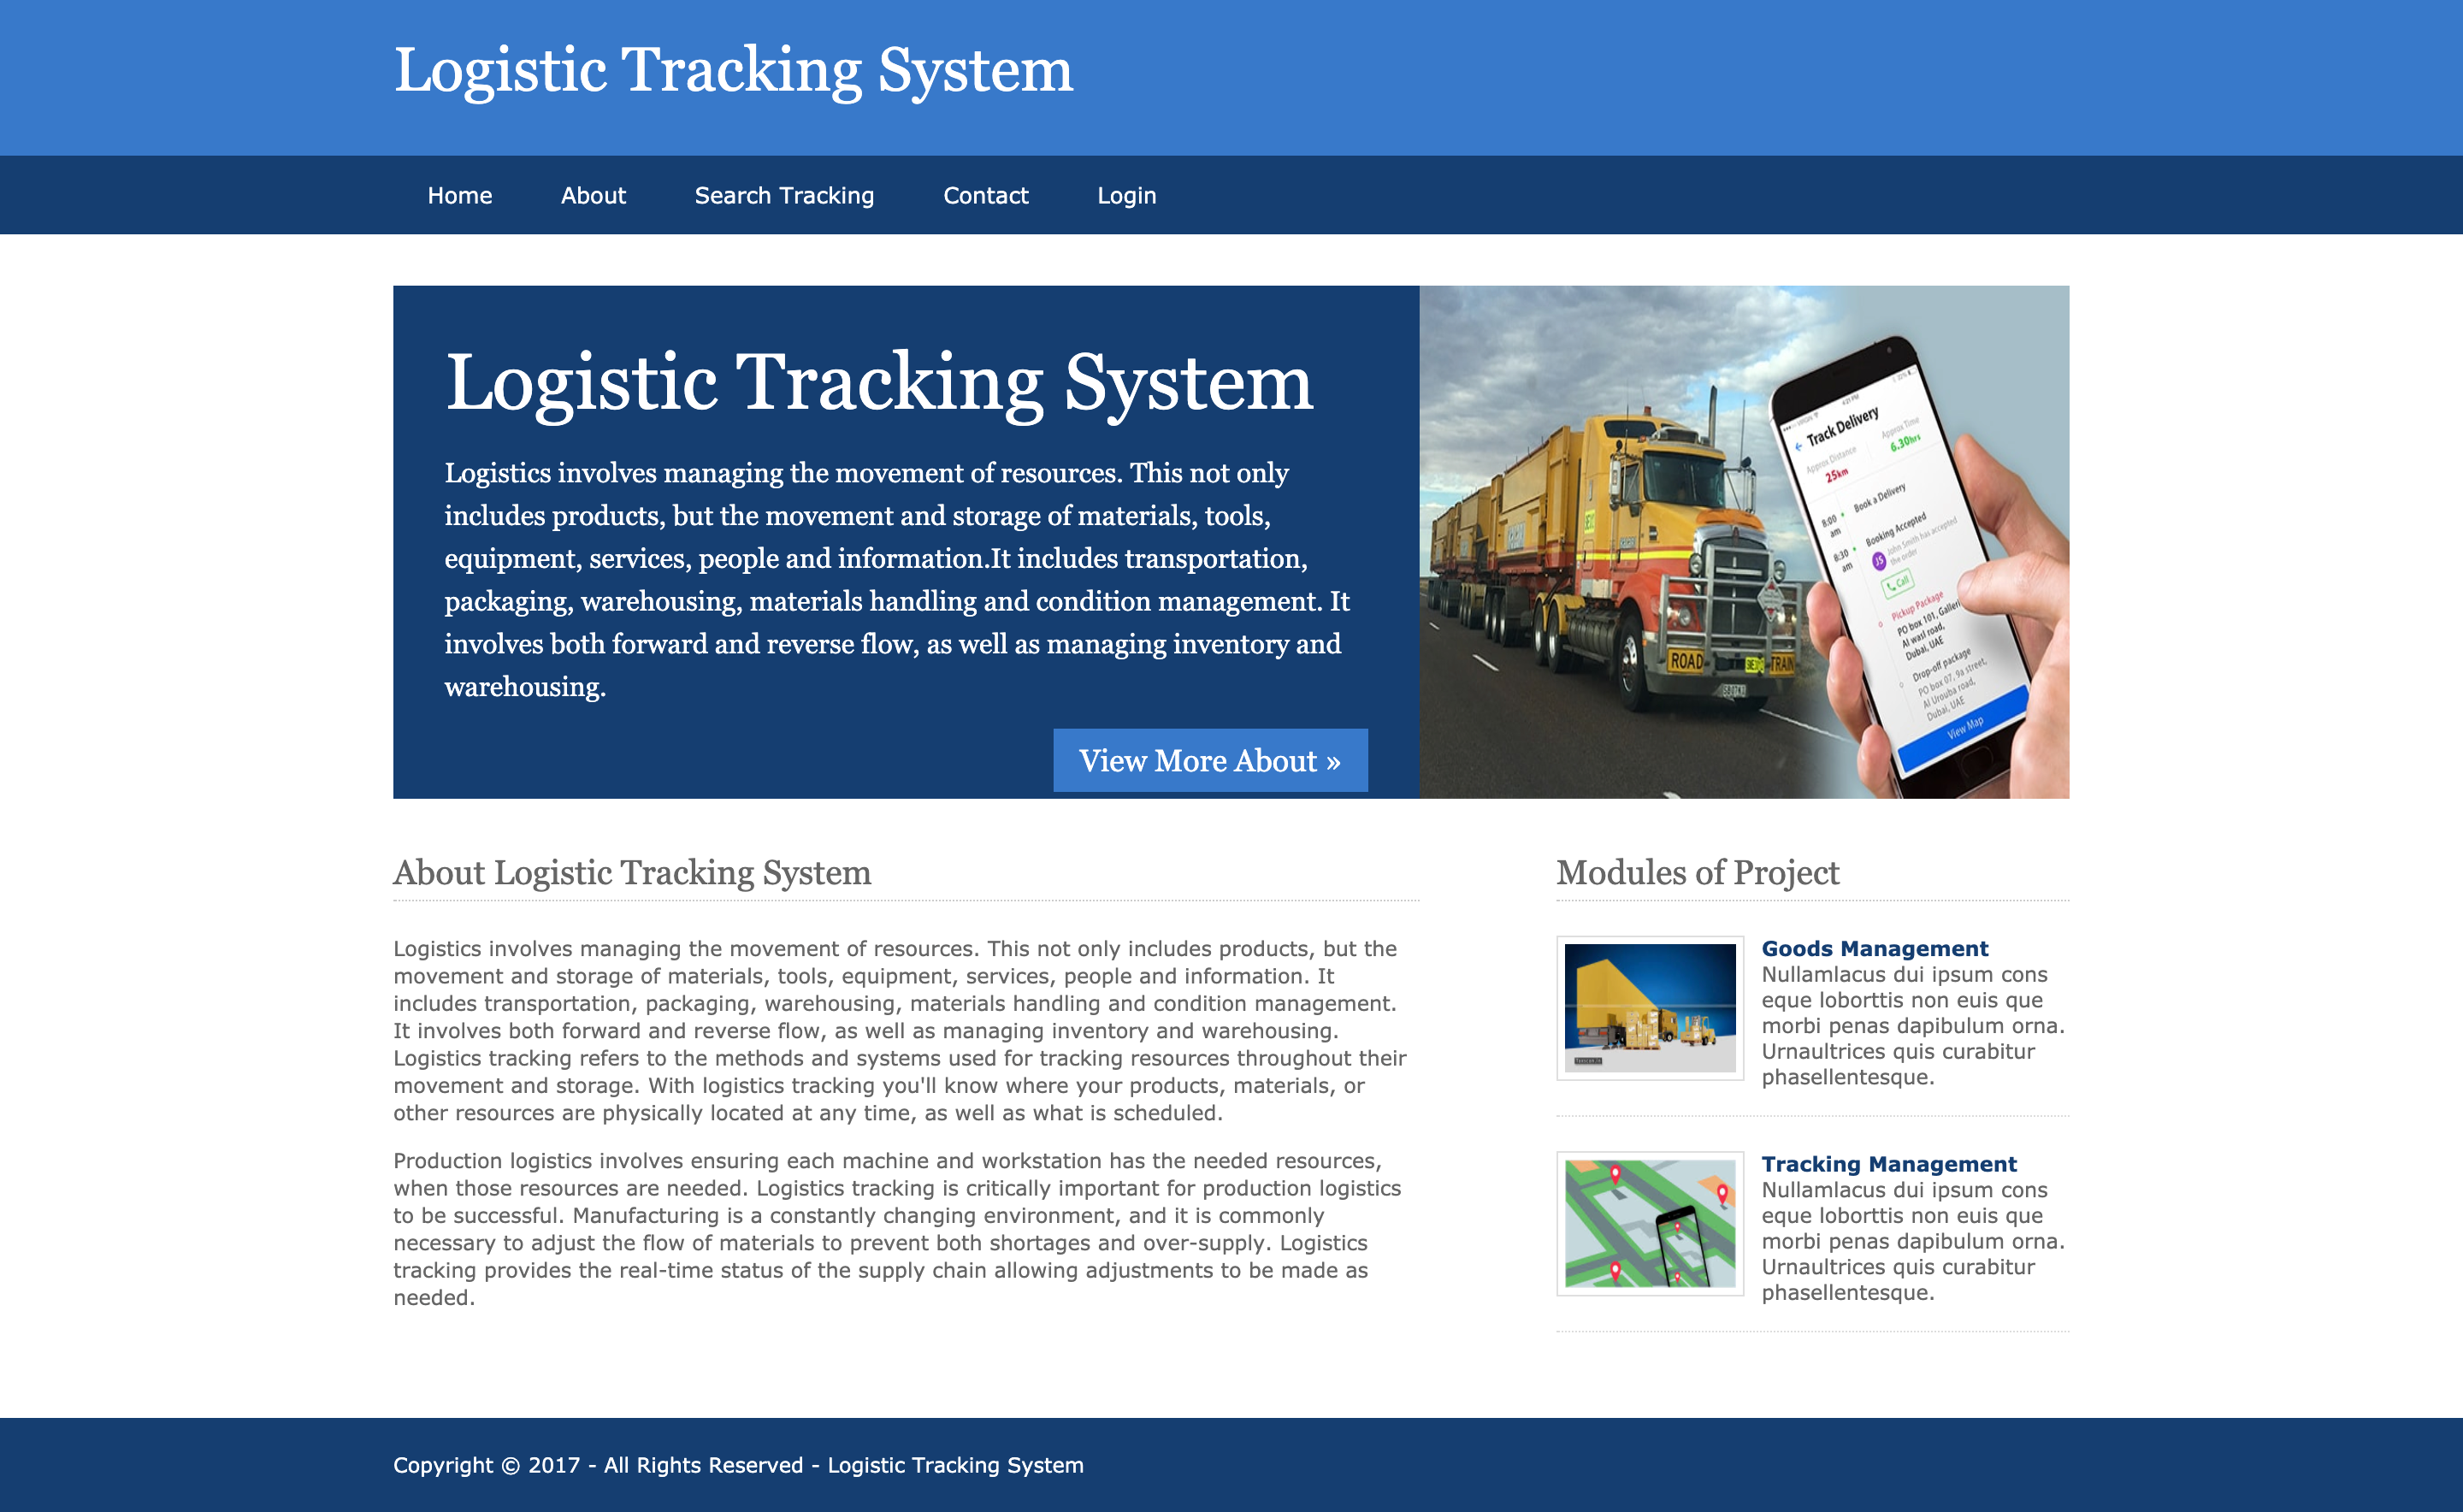 Logistic Tracking System
Home About Search Tracking Contact Login
Logistic Tracking System
Logistics involves managing the movement of resources. This not only
includes products, but the movement and storage of materials, tools,
equipment, services, people and information.It includes transportation,
packaging, warehousing, materials handling and condition management. It
involves both forward and reverse flow, as well as managing inventory and
warehousing.
View More About »
ROAD TRAIN
4:21 PM
Track Delivery
Approx Distance
25km
Approx Time
6.30hrs
8:00 am
Book a Delivery
8:30 am
Booking Accepted
JS
John Smith has accepted
the order
Call
Pickup Package
PO box 101, Galleri
Al wasl road,
Dubai, UAE
Drop-off package
PO box 07, 9a street,
Al Urouba road,
Dubai, UAE
View Map
About Logistic Tracking System
Logistics involves managing the movement of resources. This not only includes products, but the
movement and storage of materials, tools, equipment, services, people and information. It
includes transportation, packaging, warehousing, materials handling and condition management.
It involves both forward and reverse flow, as well as managing inventory and warehousing.
Logistics tracking refers to the methods and systems used for tracking resources throughout their
movement and storage. With logistics tracking you'll know where your products, materials, or
other resources are physically located at any time, as well as what is scheduled.
Production logistics involves ensuring each machine and workstation has the needed resources,
when those resources are needed. Logistics tracking is critically important for production logistics
to be successful. Manufacturing is a constantly changing environment, and it is commonly
necessary to adjust the flow of materials to prevent both shortages and over-supply. Logistics
tracking provides the real-time status of the supply chain allowing adjustments to be made as
needed.
Modules of Project
Goods Management
Nullamlacus dui ipsum cons
eque loborttis non euis que
morbi penas dapibulum orna.
Urnaultrices quis curabitur
phasellentesque.
Tracking Management
Nullamlacus dui ipsum cons
eque loborttis non euis que
morbi penas dapibulum orna.
Urnaultrices quis curabitur
phasellentesque.
Copyright © 2017 - All Rights Reserved - Logistic Tracking System